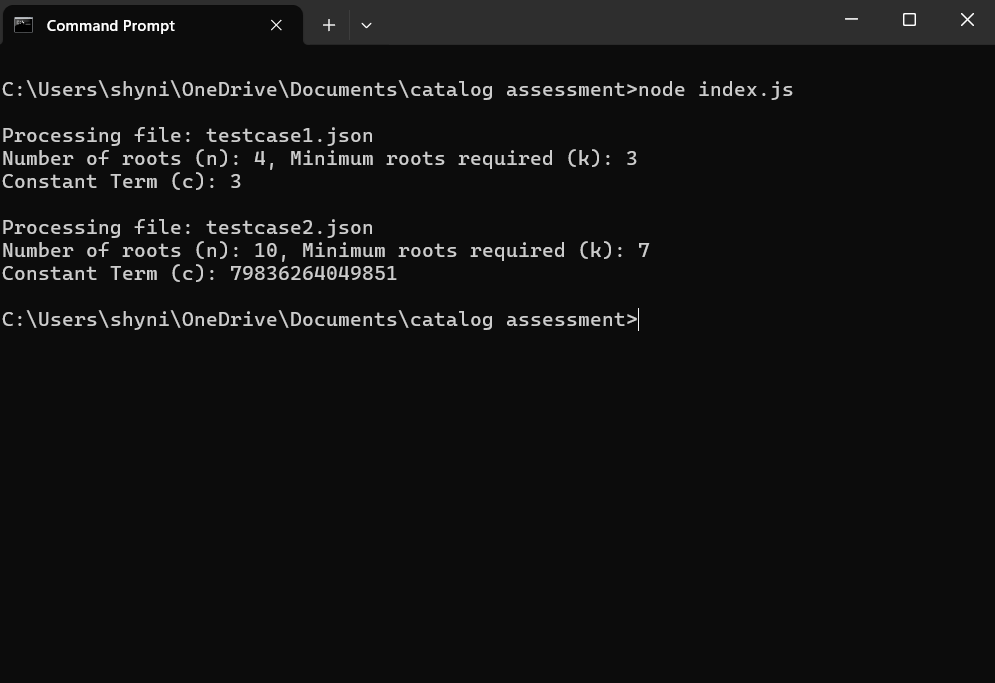 Command Prompt
C:\Users\shyni\OneDrive\Documents\catalog assessment>node index.js
Processing file: testcase1.json
Number of roots (n): 4, Minimum roots required (k): 3
Constant Term (c): 3
Processing file: testcase2.json
Number of roots (n): 10, Minimum roots required (k): 7
Constant Term (c): 79836264049851
C:\Users\shyni\OneDrive\Documents\catalog assessment>